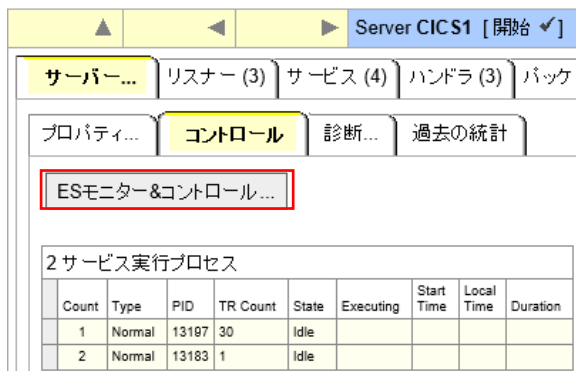 Server CICS1 [開始 ✓]
サーバー... リスナー (3) サービス (4) ハンドラ (3) パッケ
プロパティ... コントロール 診断... 過去の統計
ESモニター&コントロール...
2 サービス実行プロセス
Count Type PID TR Count State Executing Start Time Local Time Duration
1 Normal 13197 30 Idle
2 Normal 13183 1 Idle